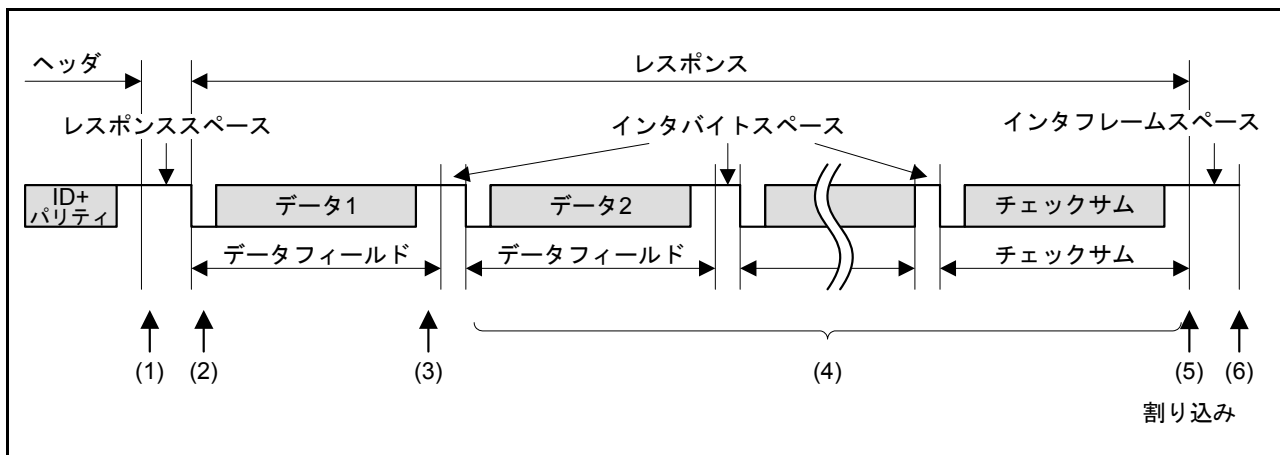 ヘッダ
レスポンス
レスポンススペース
インタバイトスペース
インタフレームスペース
ID+
パリティ
データ1
データ2
チェックサム
データフィールド
データフィールド
チェックサム
(1)
(2)
(3)
(4)
(5)
(6)
割り込み